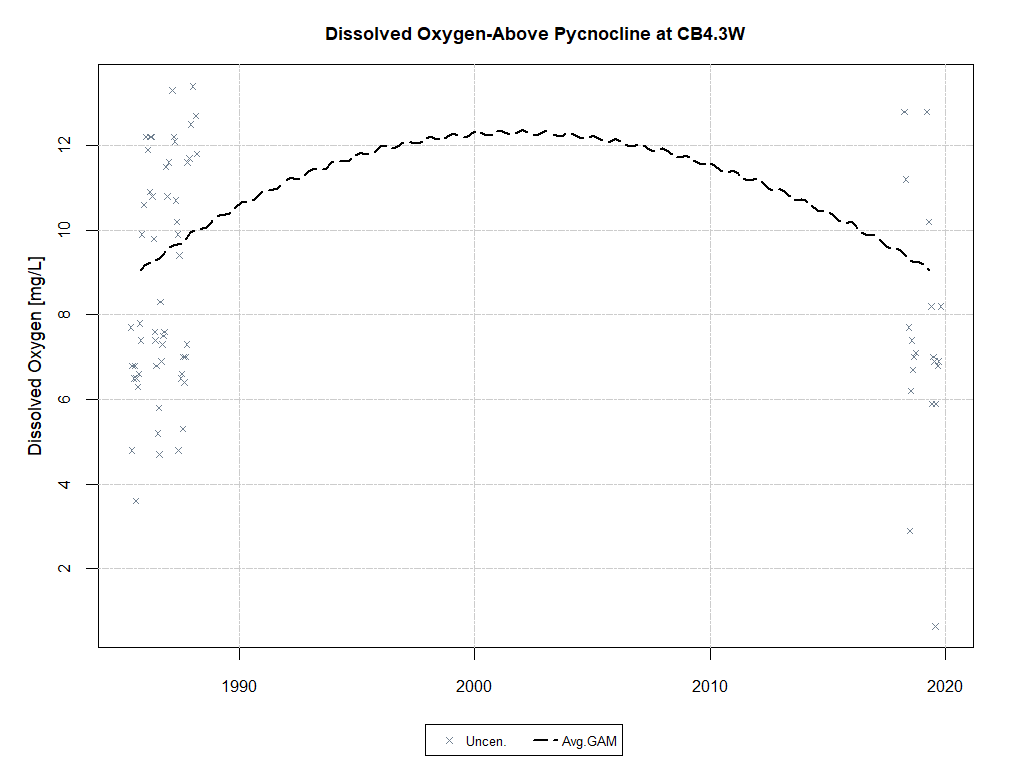 Dissolved Oxygen-Above Pycnocline at CB4.3W
Dissolved Oxygen [mg/L]
12
10
8
6
4
2
1990 2000 2010 2020
Uncen. Avg.GAM